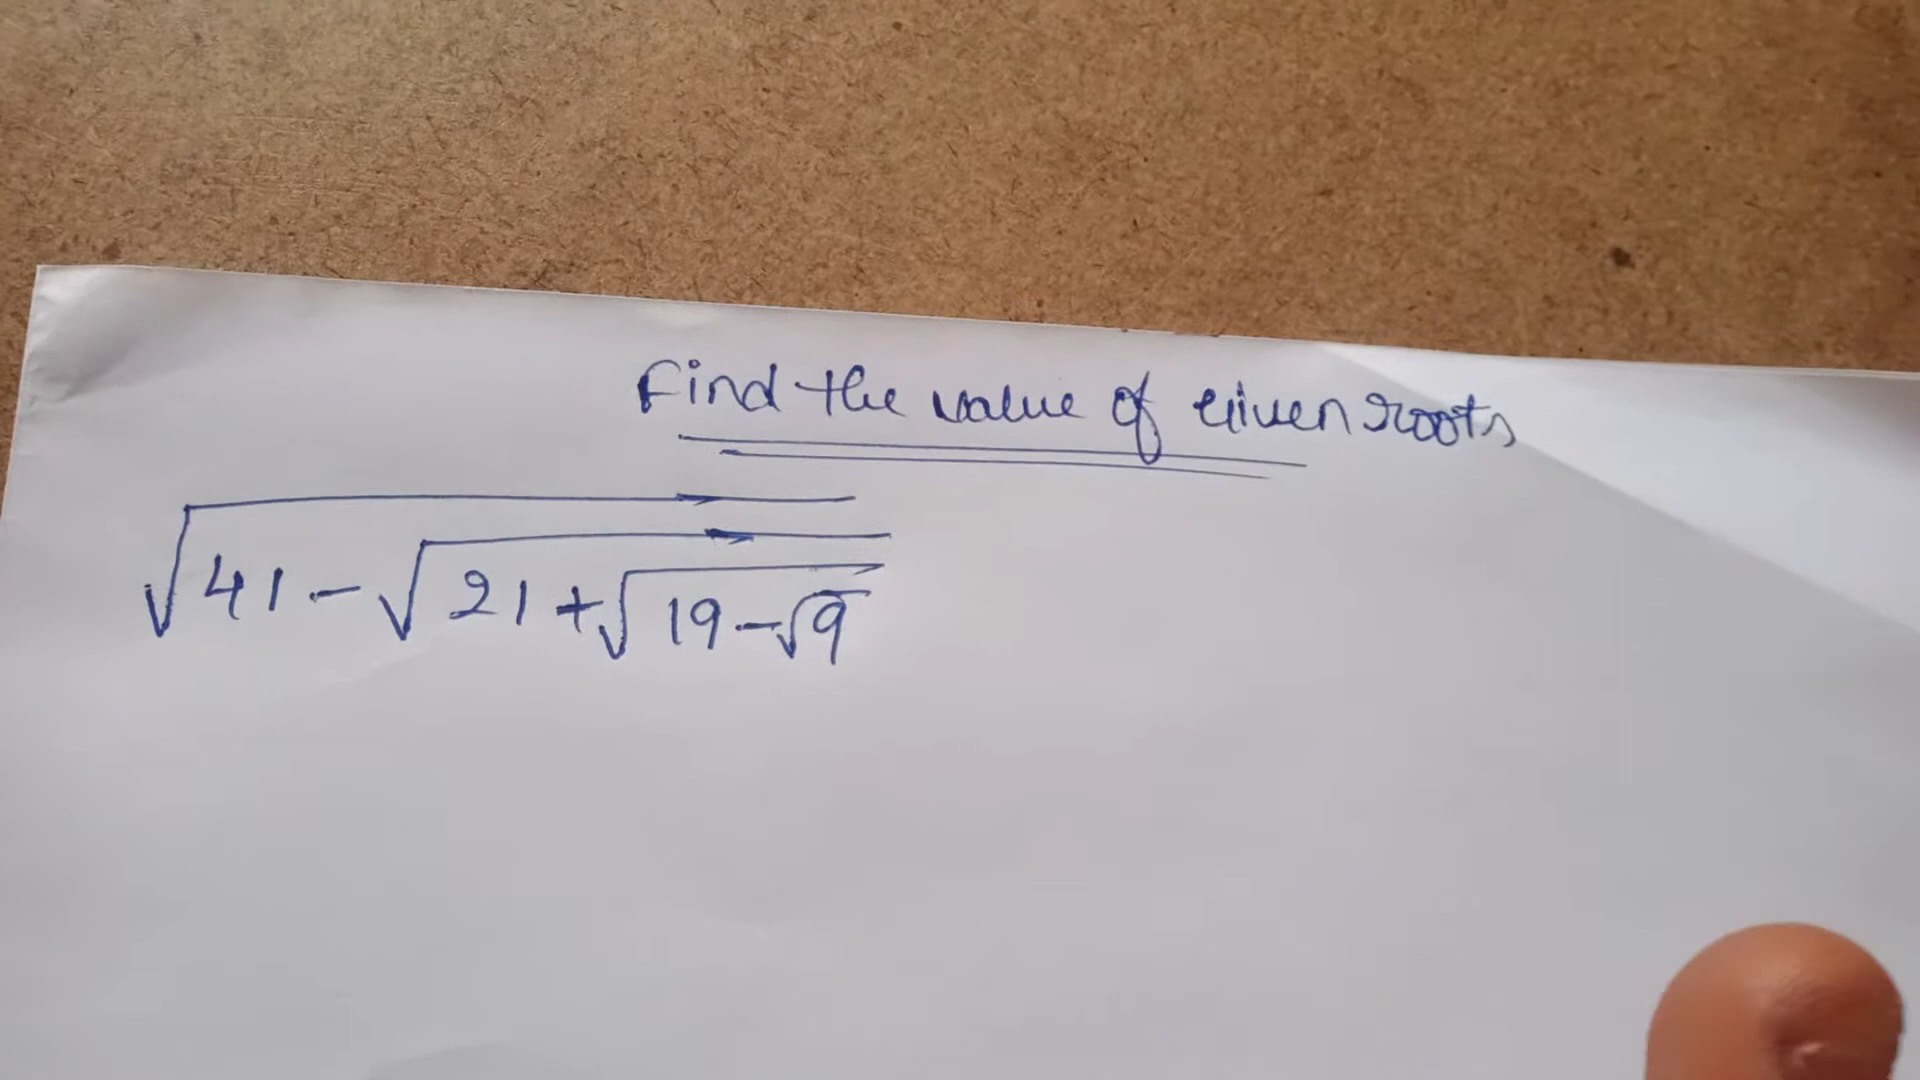 Find the value of given roots
√41-√21+√19-√9